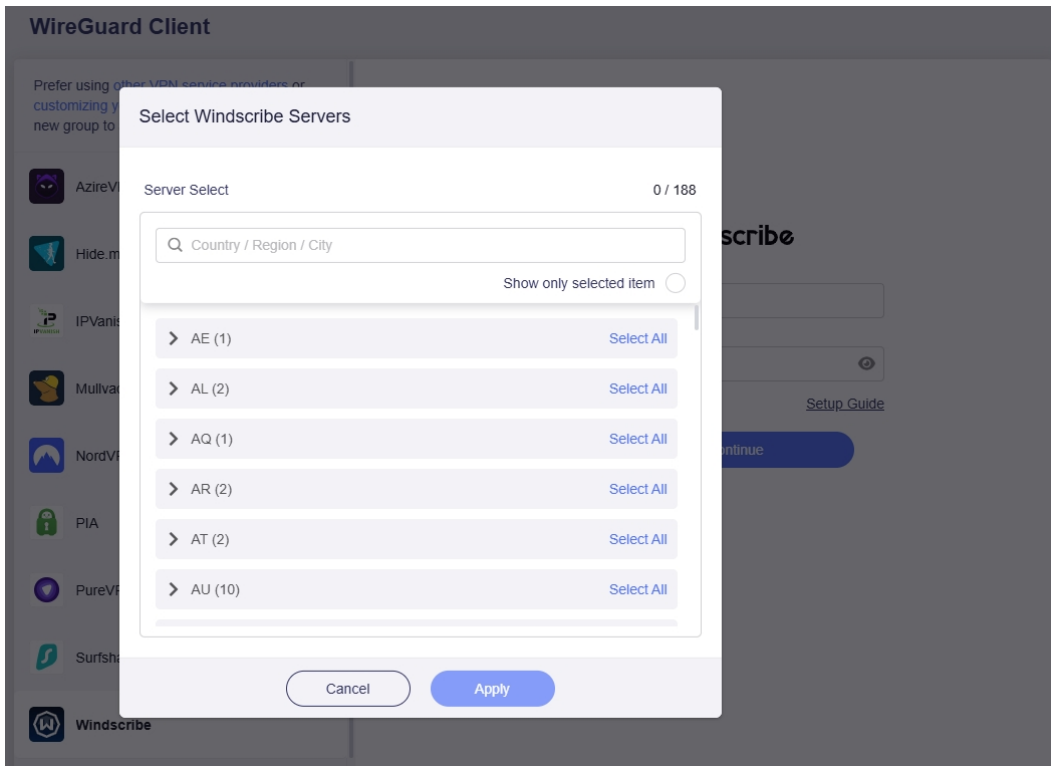 WireGuard Client
Prefer using other VPN service providers or
customizing y
new group to
Select Windscribe Servers
AzireV
Server Select
0 / 188
scribe
Hide.m
Country / Region / City
Show only selected item
IPVanis
AE (1)
Select All
Mullvad
AL (2)
Select All
Setup Guide
AQ (1)
Select All
ontinue
NordVP
AR (2)
Select All
PIA
AT (2)
Select All
PureVP
AU (10)
Select All
Surfsha
Cancel
Apply
Windscribe